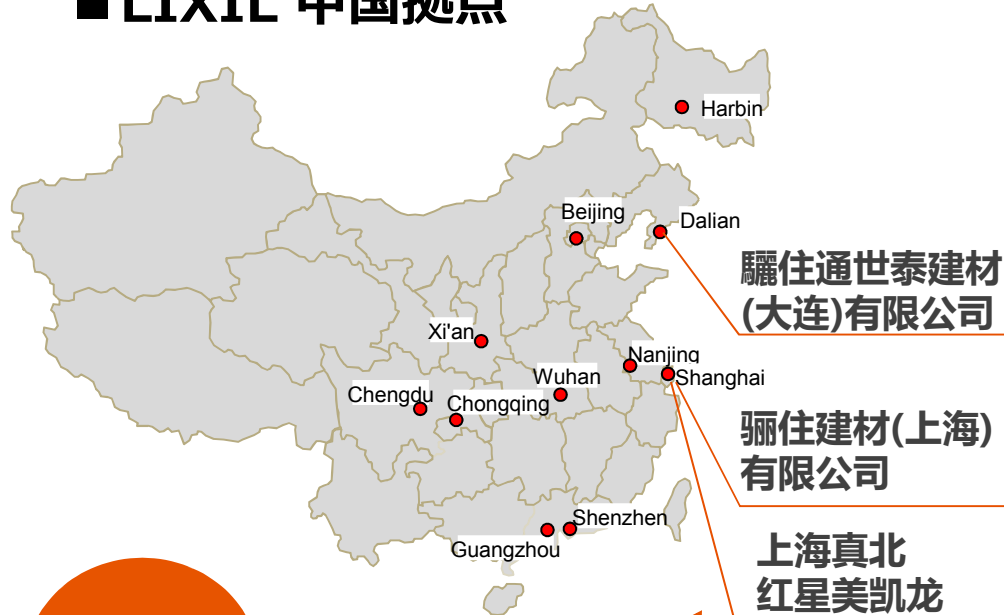 ■LIXIL 中国拠点
Harbin
Beijing
Dalian
驪住通世泰建材
(大连)有限公司
Xi'an
Nanjing
Shanghai
Wuhan
Chengdu
Chongqing
骊住建材(上海)
有限公司
Shenzhen
Guangzhou
上海真北
红星美凯龙